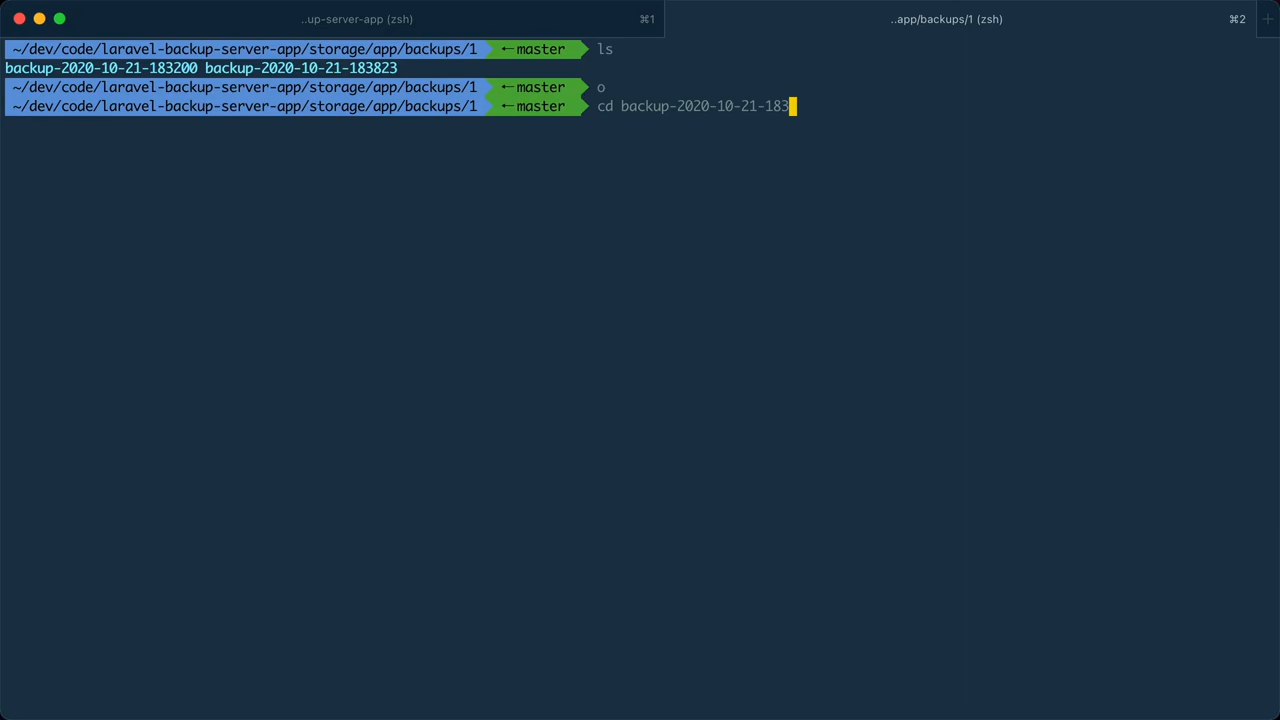 ..up-server-app (zsh) ⌘1 ..app/backups/1 (zsh) ⌘2
~/dev/code/laravel-backup-server-app/storage/app/backups/1 ←master ls
backup-2020-10-21-183200 backup-2020-10-21-183823
~/dev/code/laravel-backup-server-app/storage/app/backups/1 ←master o
~/dev/code/laravel-backup-server-app/storage/app/backups/1 ←master cd backup-2020-10-21-183